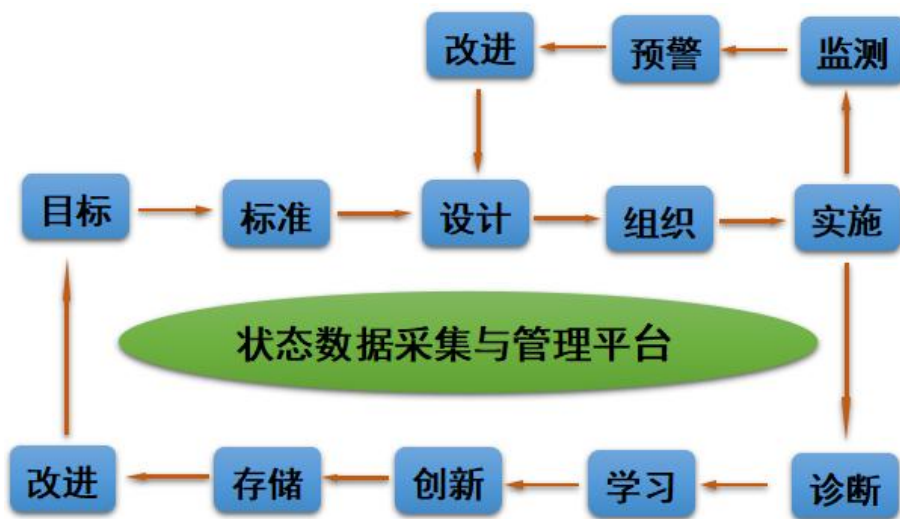 改进
预警
监测
目标
标准
设计
组织
实施
状态数据采集与管理平台
改进
存储
创新
学习
诊断